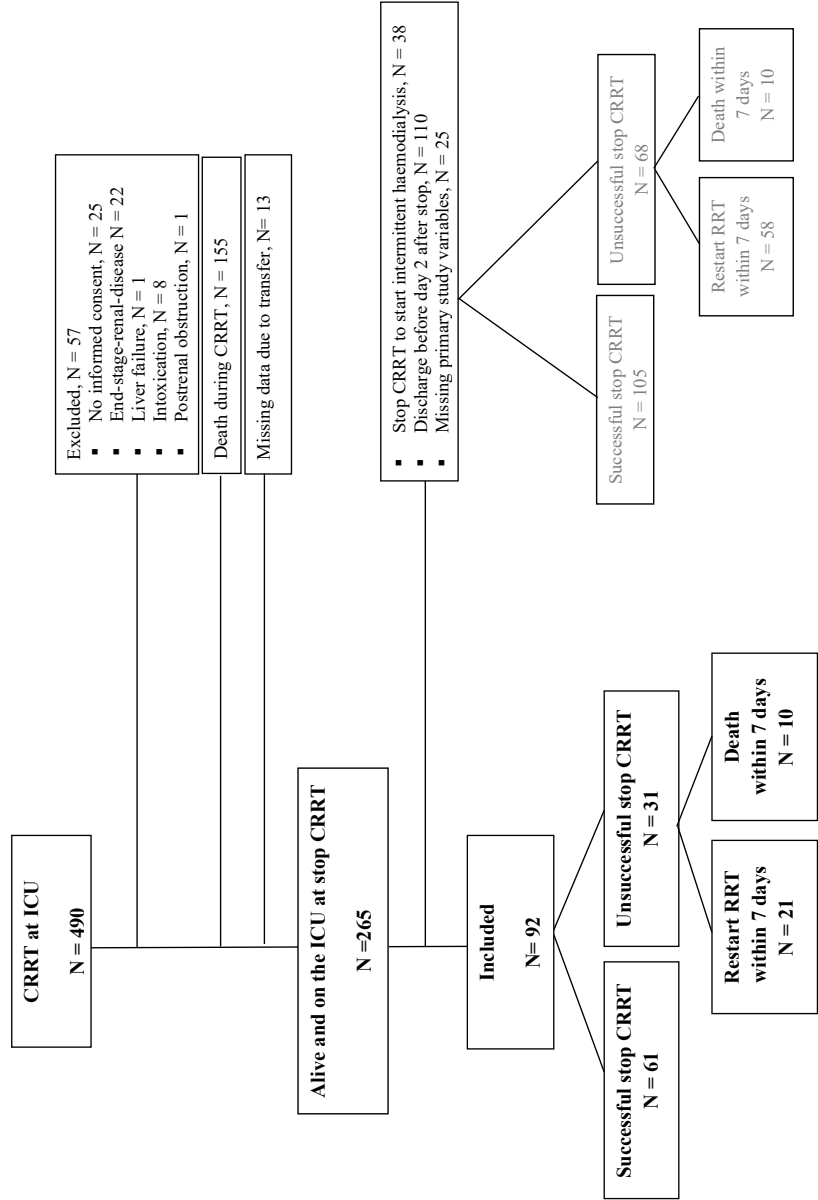 CRRT at ICU
N = 490
Excluded, N = 57
▪ No informed consent, N = 25
▪ End-stage-renal-disease N = 22
▪ Liver failure, N = 1
▪ Intoxication, N = 8
▪ Postrenal obstruction, N = 1
Death during CRRT, N = 155
Missing data due to transfer, N= 13
Alive and on the ICU at stop CRRT
N =265
▪ Stop CRRT to start intermittent haemodialysis, N = 38
▪ Discharge before day 2 after stop, N = 110
▪ Missing primary study variables, N = 25
Included
N= 92
Successful stop CRRT
N = 61
Unsuccessful stop CRRT
N = 31
Restart RRT
within 7 days
N = 21
Death
within 7 days
N = 10
Successful stop CRRT
N = 105
Unsuccessful stop CRRT
N = 68
Restart RRT
within 7 days
N = 58
Death within
7 days
N = 10